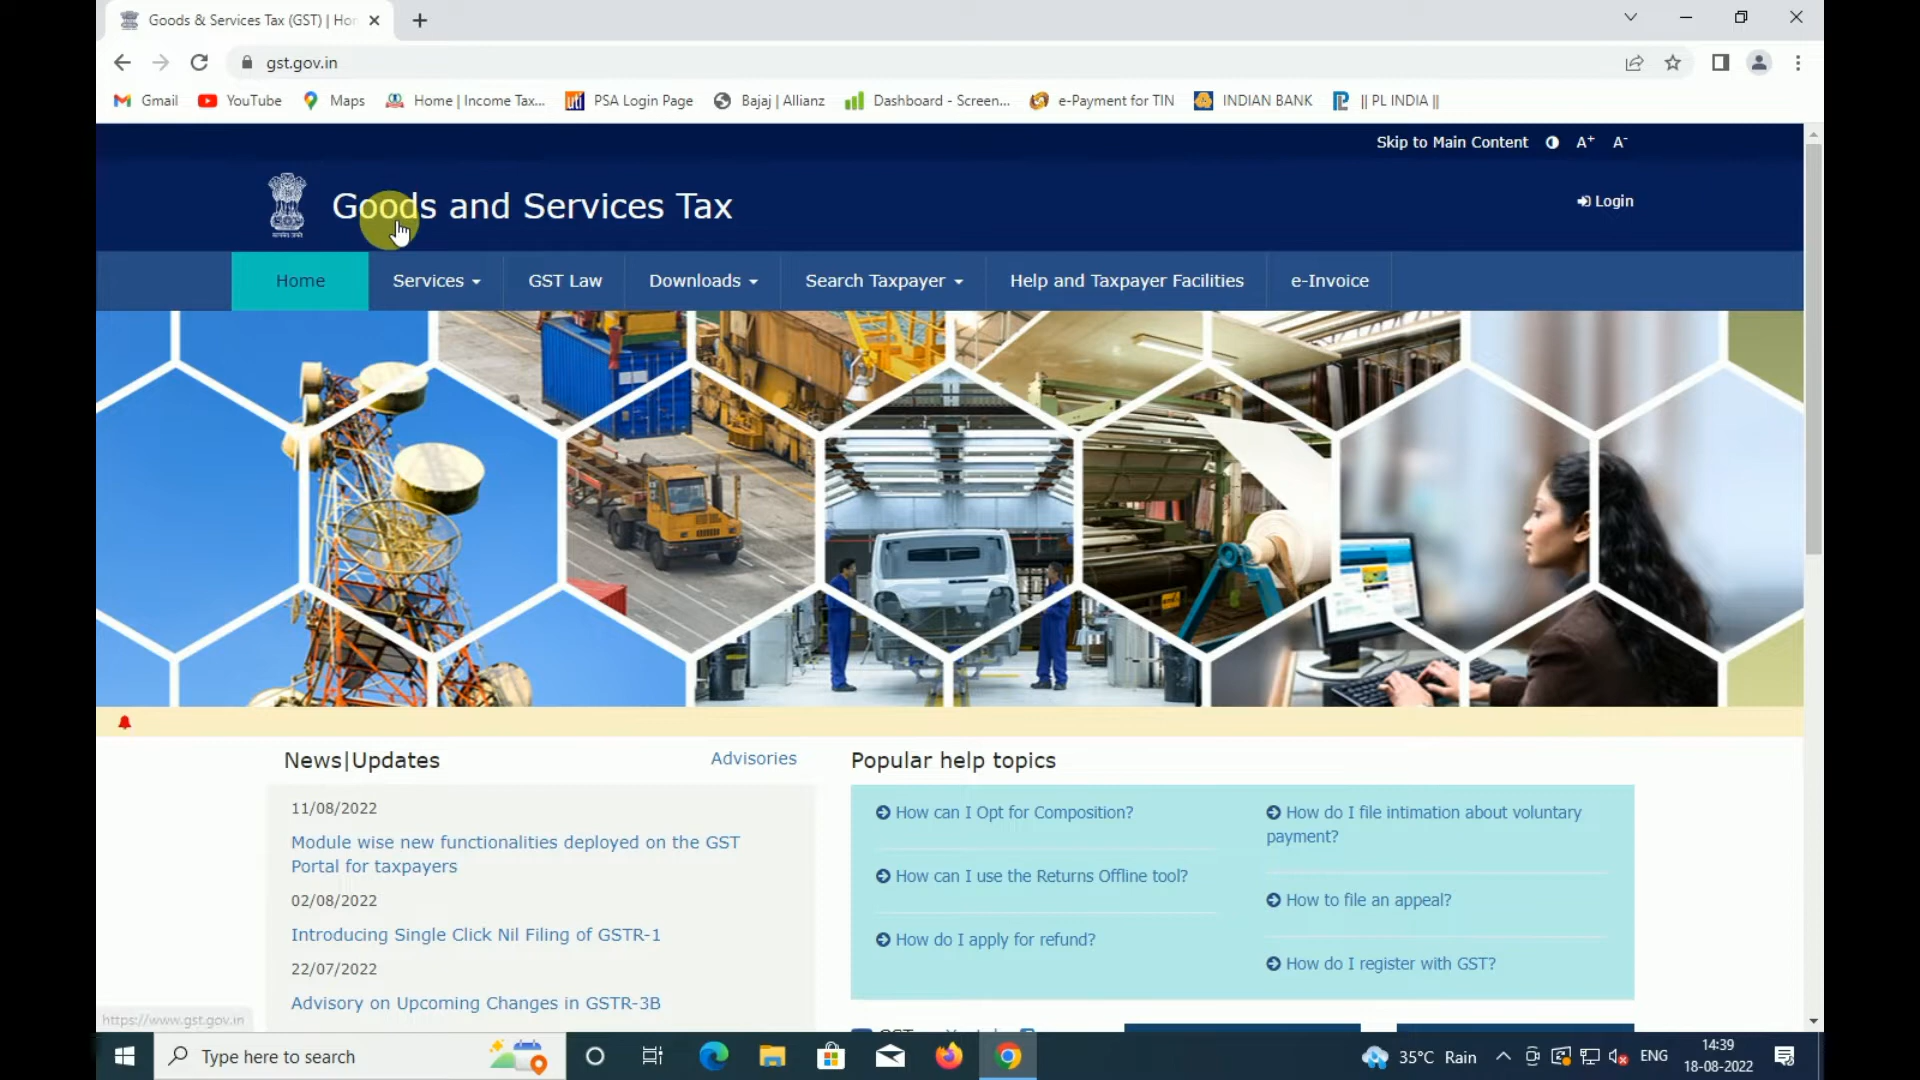 Goods & Services Tax (GST) | Hor
gst.gov.in
Gmail YouTube Maps Home | Income Tax... PSA Login Page Bajaj | Allianz Dashboard - Screen... e-Payment for TIN INDIAN BANK || PL INDIA ||
Skip to Main Content A+ A-
Goods and Services Tax
Login
Home Services GST Law Downloads Search Taxpayer Help and Taxpayer Facilities e-Invoice
News|Updates Advisories
11/08/2022
Module wise new functionalities deployed on the GST
Portal for taxpayers
02/08/2022
Introducing Single Click Nil Filing of GSTR-1
22/07/2022
Advisory on Upcoming Changes in GSTR-3B
Popular help topics
How can I Opt for Composition?
How can I use the Returns Offline tool?
How do I apply for refund?
How do I file intimation about voluntary
payment?
How to file an appeal?
How do I register with GST?
https://www.gst.gov.in
Type here to search
35°C Rain
ENG
14:39
18-08-2022